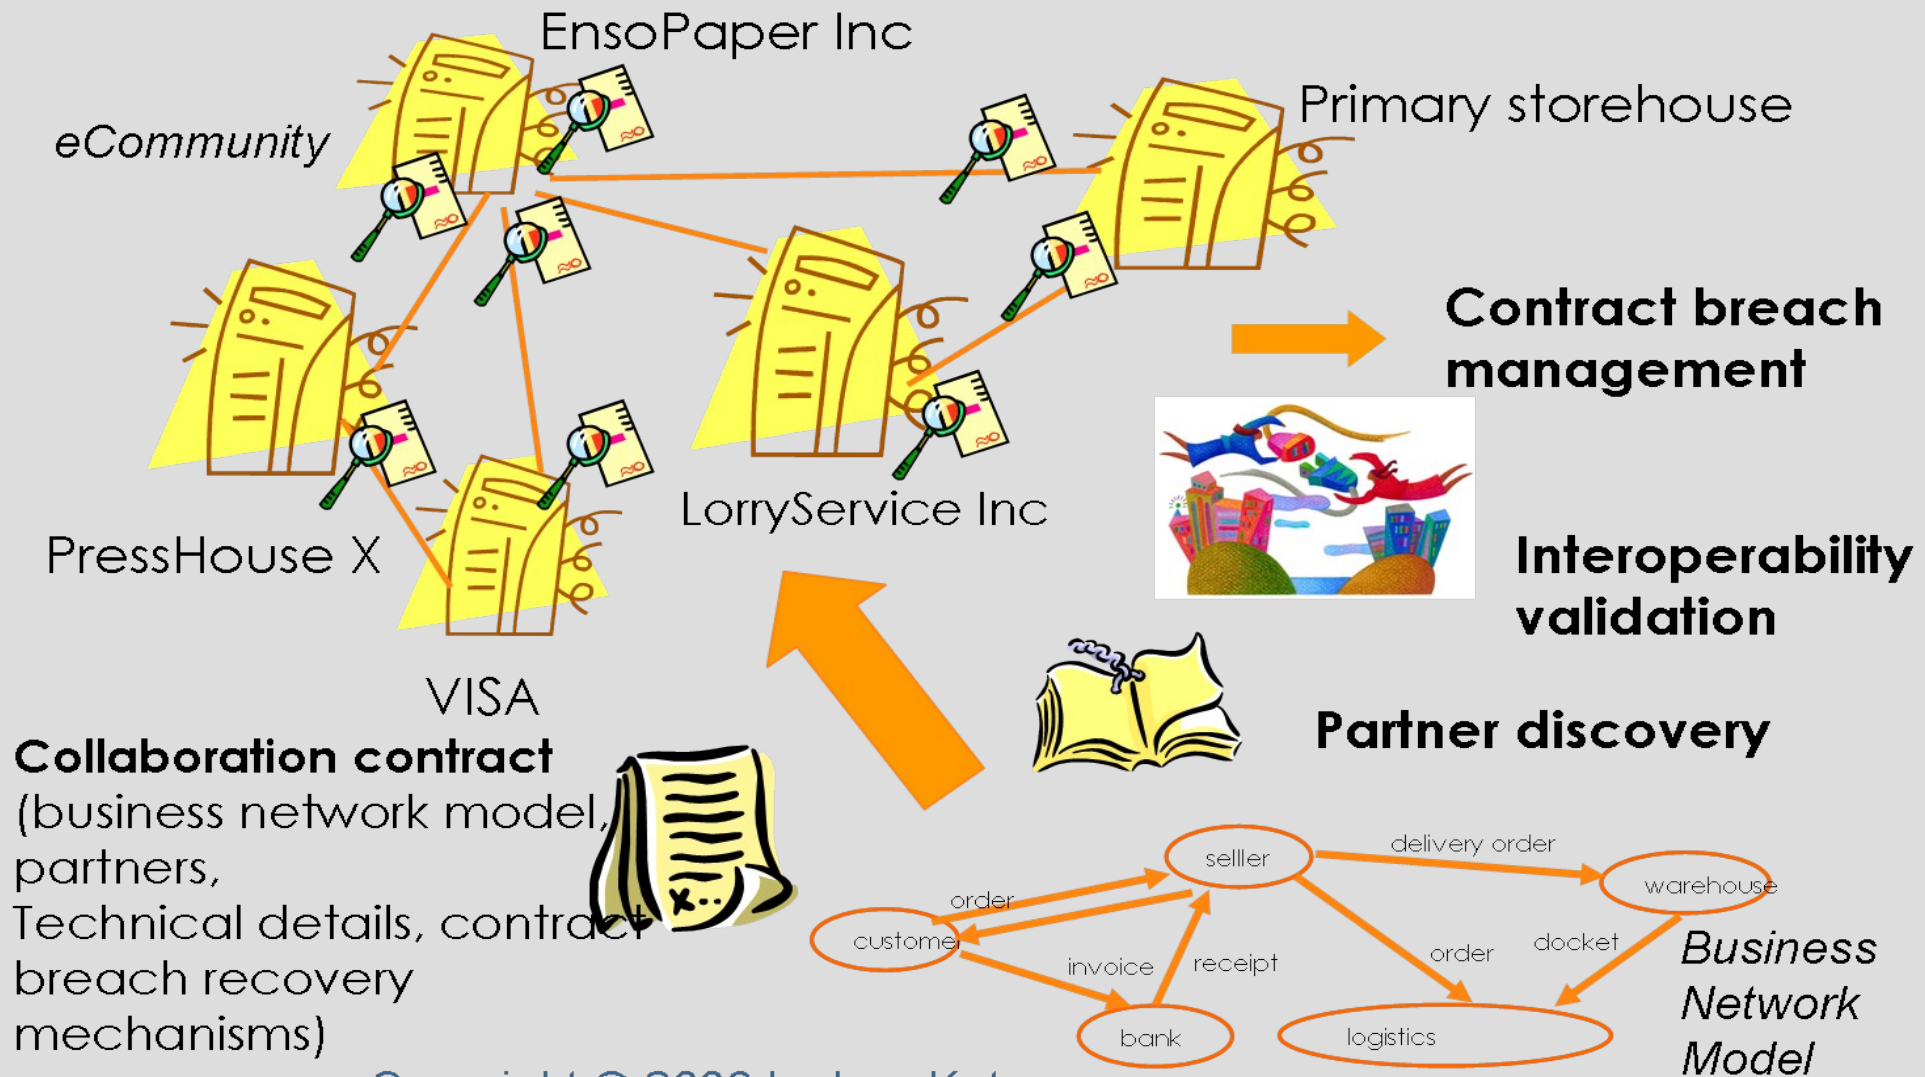 EnsoPaper Inc
Primary storehouse
eCommunity
Contract breach
management
LorryService Inc
PressHouse X
Interoperability
validation
VISA
Partner discovery
Collaboration contract
(business network model,
partners,
Technical details, contract
breach recovery
mechanisms)
selller
delivery order
warehouse
order
customer
invoice
receipt
order
docket
bank
logistics
Business
Network
Model